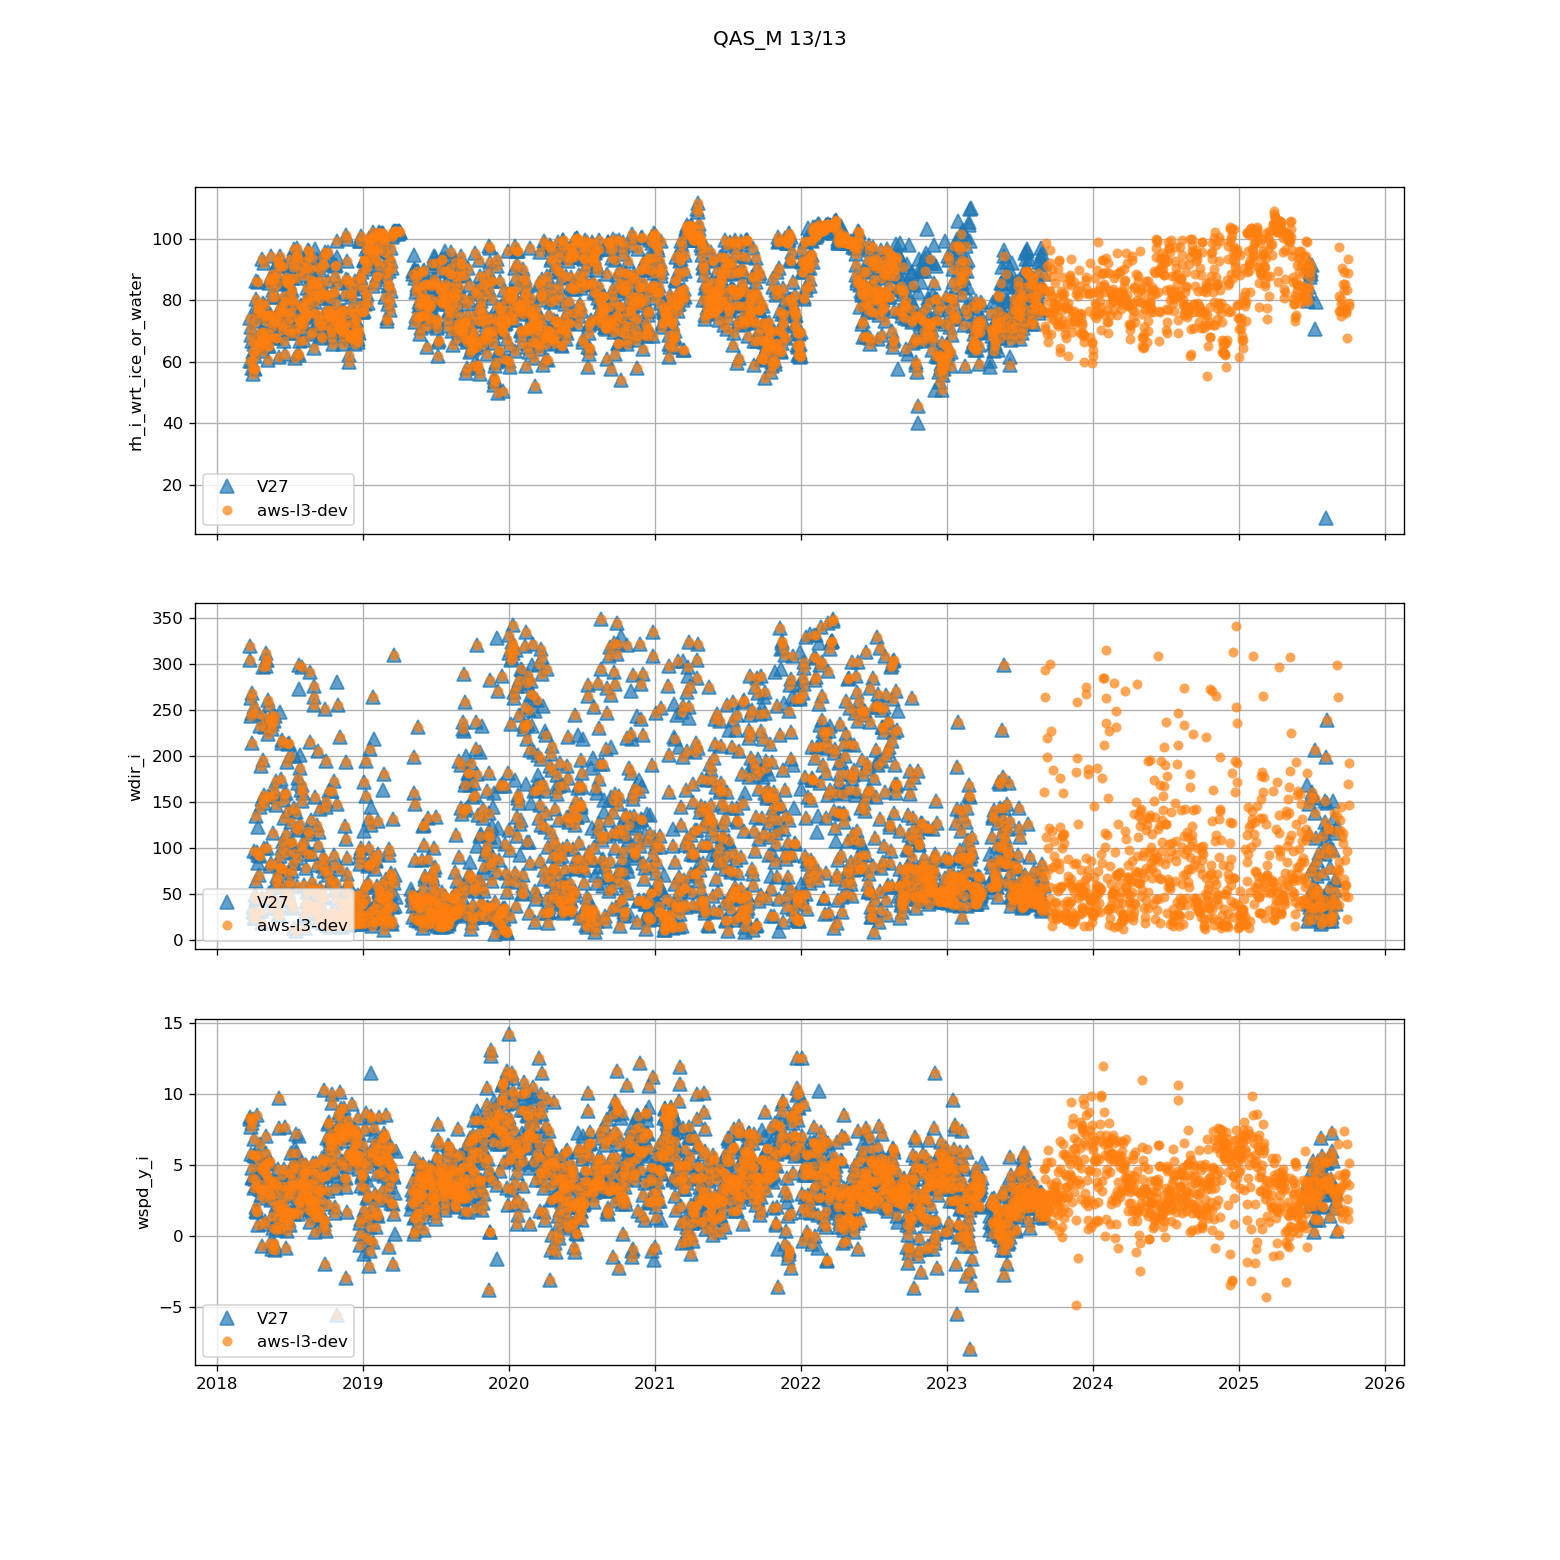 QAS_M 13/13
rh_i_wrt_ice_or_water
100
80
60
40
20
V27
aws-l3-dev
wdir_i
350
300
250
200
150
100
50
0
V27
aws-l3-dev
wspd_y_i
15
10
5
0
−5
V27
aws-l3-dev
2018 2019 2020 2021 2022 2023 2024 2025 2026